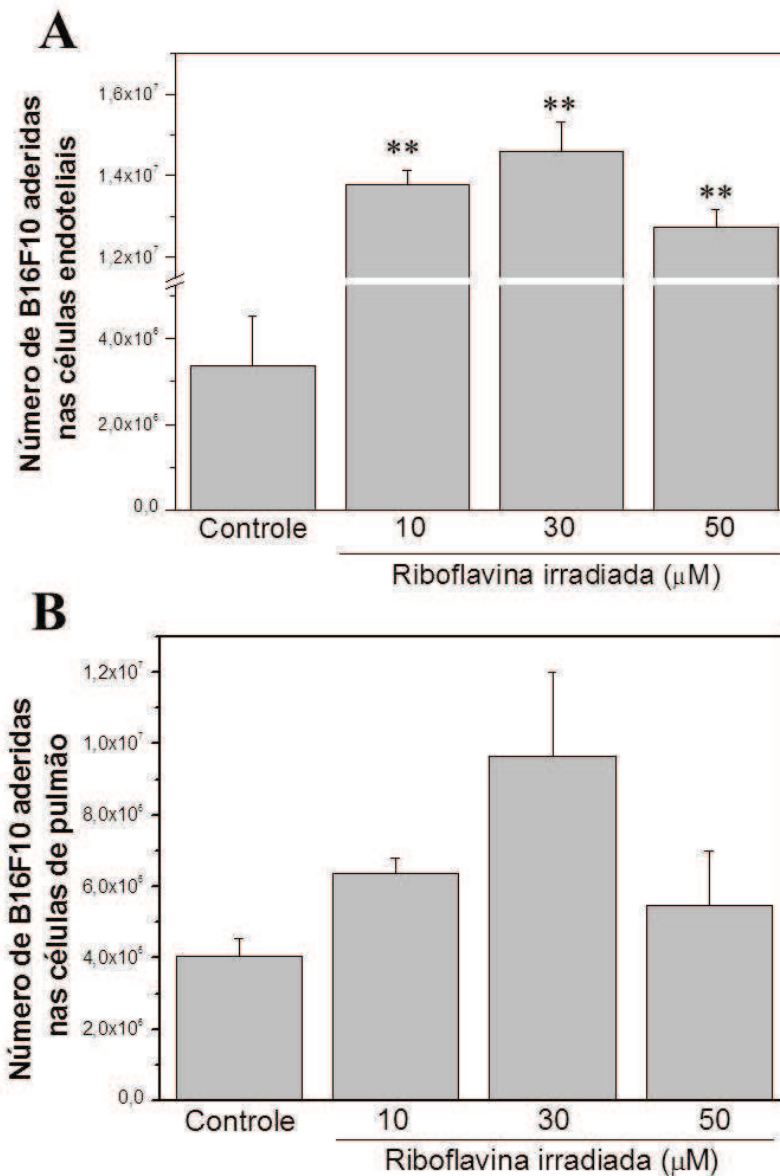 A
Número de B16F10 aderidas
nas células endoteliais
1,6x10⁷
1,4x10⁷
1,2x10⁷
4,0x10⁶
2,0x10⁶
0,0
**
**
**
Controle 10 30 50
Riboflavina irradiada (μM)
B
Número de B16F10 aderidas
nas células de pulmão
1,2x10⁷
1,0x10⁷
8,0x10⁶
6,0x10⁶
4,0x10⁶
2,0x10⁶
0,0
Controle 10 30 50
Riboflavina irradiada (μM)